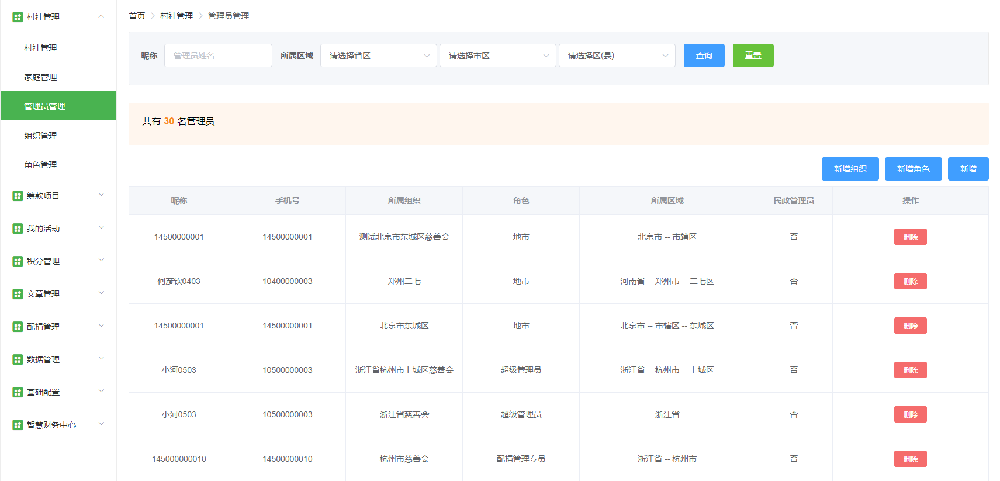 村社管理
村社管理
家庭管理
管理员管理
组织管理
角色管理
筹款项目
我的活动
积分管理
文章管理
配捐管理
数据管理
基础配置
智慧财务中心
首页 > 村社管理 > 管理员管理
昵称 管理员姓名 所属区域 请选择省区 请选择市区 请选择区(县) 查询 重置
共有 30 名管理员
新增组织 新增角色 新增
昵称 手机号 所属组织 角色 所属区域 民政管理员 操作
14500000001 14500000001 测试北京市东城区慈善会 地市 北京市 -- 市辖区 否 删除
何彦钦0403 10400000003 郑州二七 地市 河南省 -- 郑州市 -- 二七区 否 删除
14500000001 14500000001 北京市东城区 地市 北京市 -- 市辖区 -- 东城区 否 删除
小河0503 10500000003 浙江省杭州市上城区慈善会 超级管理员 浙江省 -- 杭州市 -- 上城区 否 删除
小河0503 10500000003 浙江省慈善会 超级管理员 浙江省 否 删除
145000000010 14500000010 杭州市慈善会 配捐管理专员 浙江省 -- 杭州市 否 删除